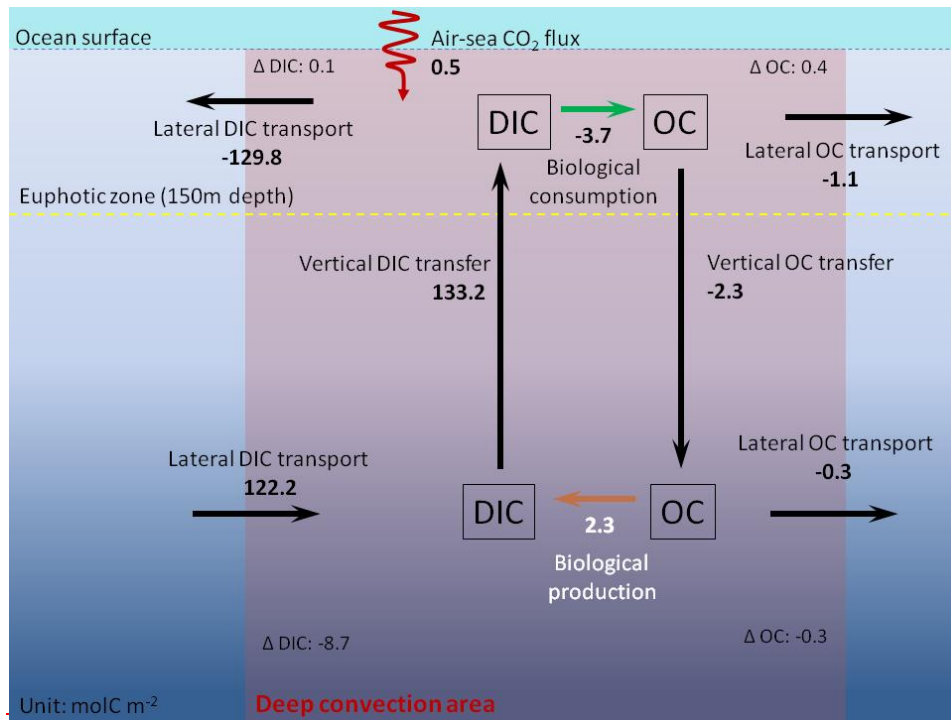 Ocean surface
Air-sea CO₂ flux
0.5
Δ DIC: 0.1
Δ OC: 0.4
Lateral DIC transport
-129.8
DIC
-3.7
OC
Biological
consumption
Lateral OC transport
-1.1
Euphotic zone (150m depth)
Vertical DIC transfer
133.2
Vertical OC transfer
-2.3
Lateral DIC transport
122.2
DIC
2.3
OC
Biological
production
Lateral OC transport
-0.3
Δ DIC: -8.7
Δ OC: -0.3
Unit: molC m⁻²
Deep convection area